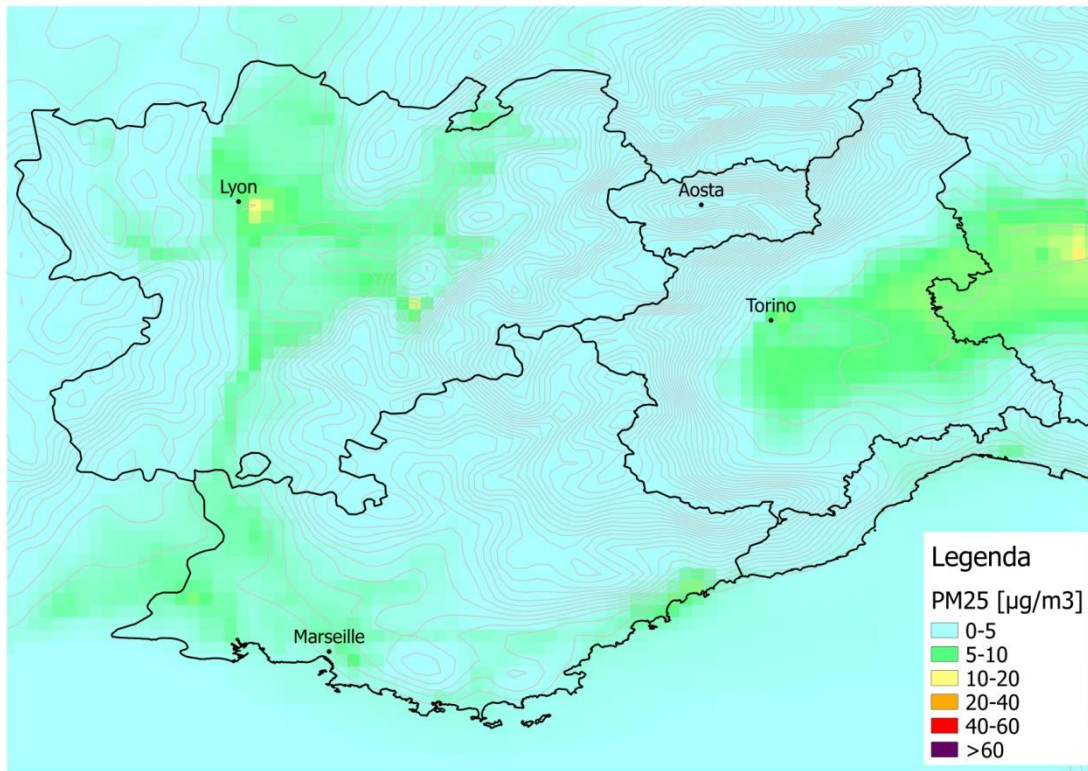 Lyon
Aosta
Torino
Marseille
Legenda
PM25 [µg/m3]
0-5
5-10
10-20
20-40
40-60
>60